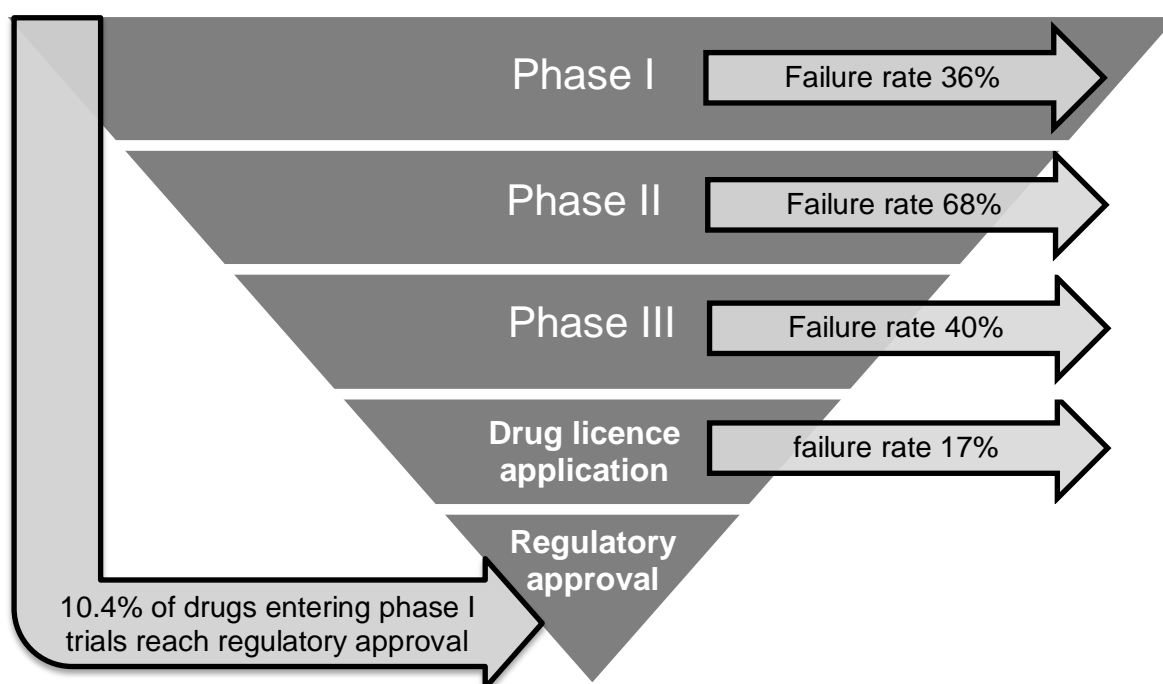 Phase I
Failure rate 36%
Phase II
Failure rate 68%
Phase III
Failure rate 40%
Drug licence
application
failure rate 17%
Regulatory
approval
10.4% of drugs entering phase I
trials reach regulatory approval